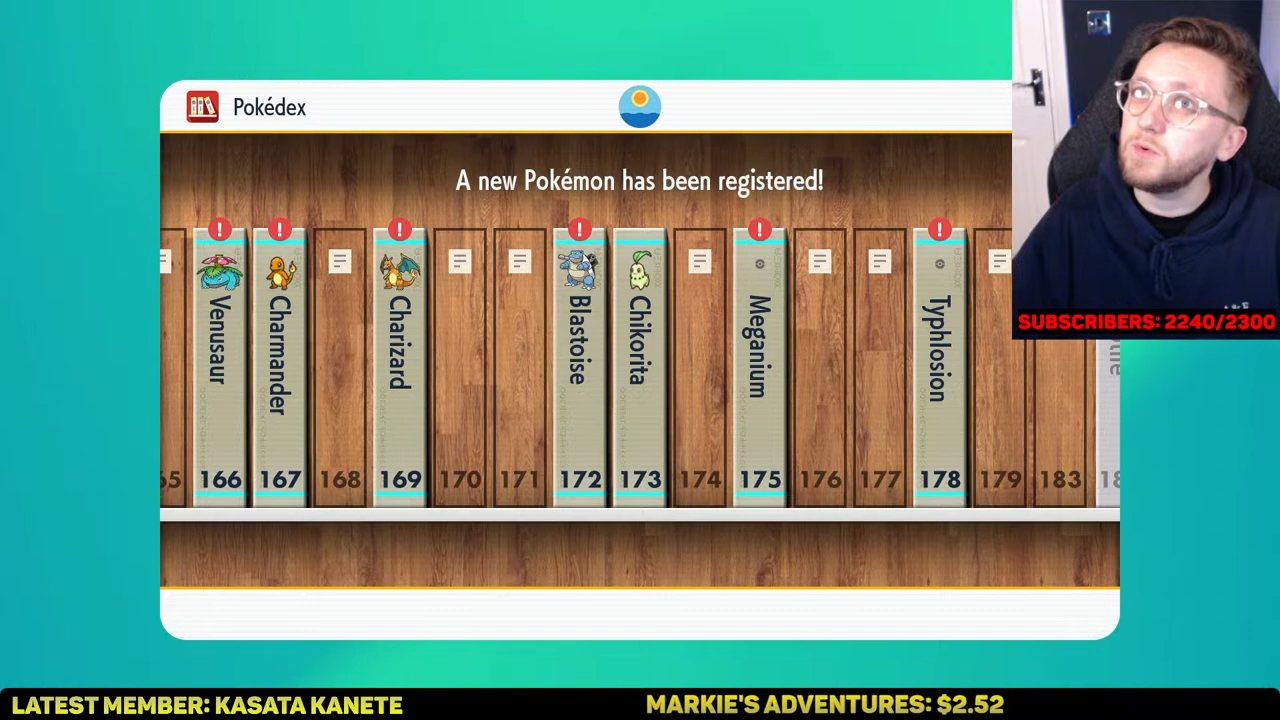 Pokédex
A new Pokémon has been registered!
! ! ! ! ! !
Venusaur
Charmander
Charizard
Blastoise
Chikorita
Meganium
Typhlosion
166 167 168 169 170 171 172 173 174 175 176 177 178 179 183
SUBSCRIBERS: 2240/2300
LATEST MEMBER: KASATA KANETE
MARKIE'S ADVENTURES: $2.52